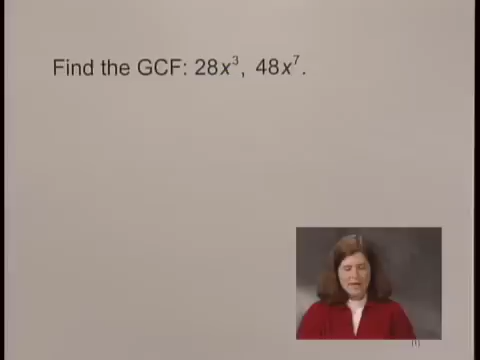 Find the GCF: 28x³, 48x⁷.